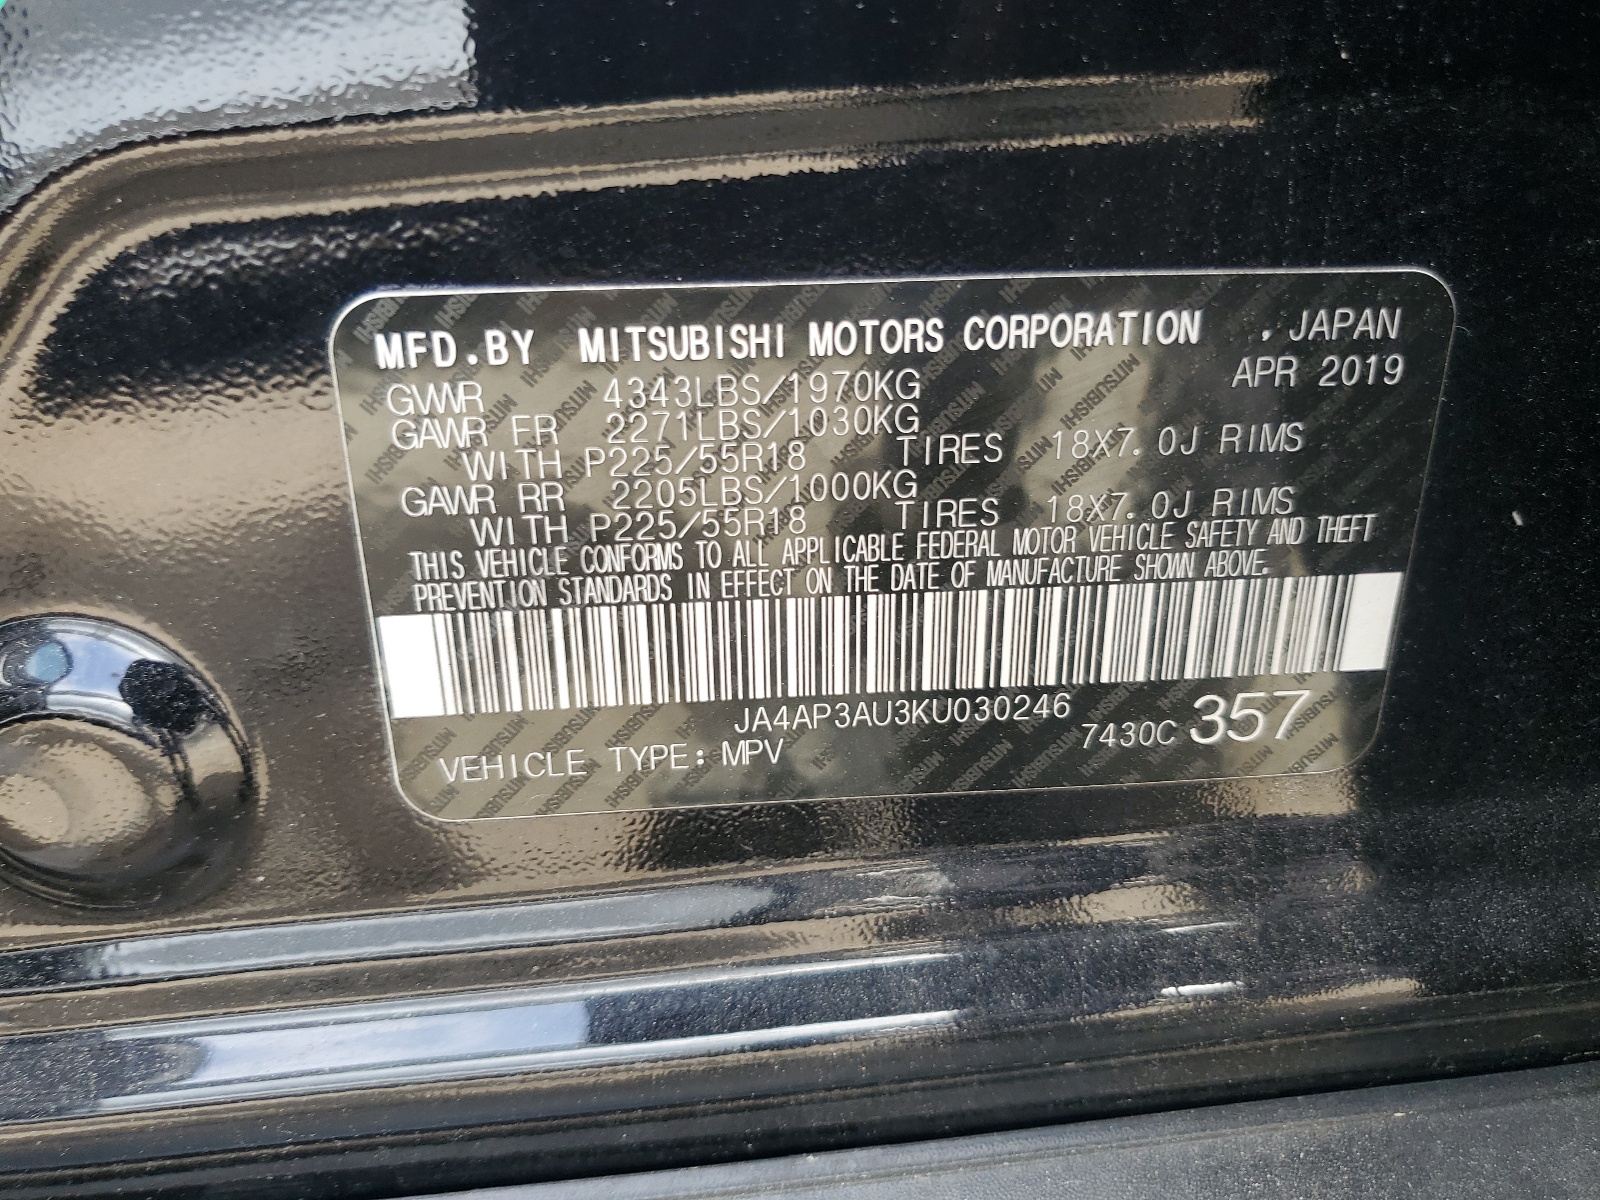 MFD.BY MITSUBISHI MOTORS CORPORATION , JAPAN
APR 2019
GVWR 4343LBS/1970KG
GAWR FR 2271LBS/1030KG
WITH P225/55R18 TIRES 18X7.0J RIMS
GAWR RR 2205LBS/1000KG
WITH P225/55R18 TIRES 18X7.0J RIMS
THIS VEHICLE CONFORMS TO ALL APPLICABLE FEDERAL MOTOR VEHICLE SAFETY AND THEFT
PREVENTION STANDARDS IN EFFECT ON THE DATE OF MANUFACTURE SHOWN ABOVE.
JA4AP3AU3KU030246
7430C 357
VEHICLE TYPE: MPV